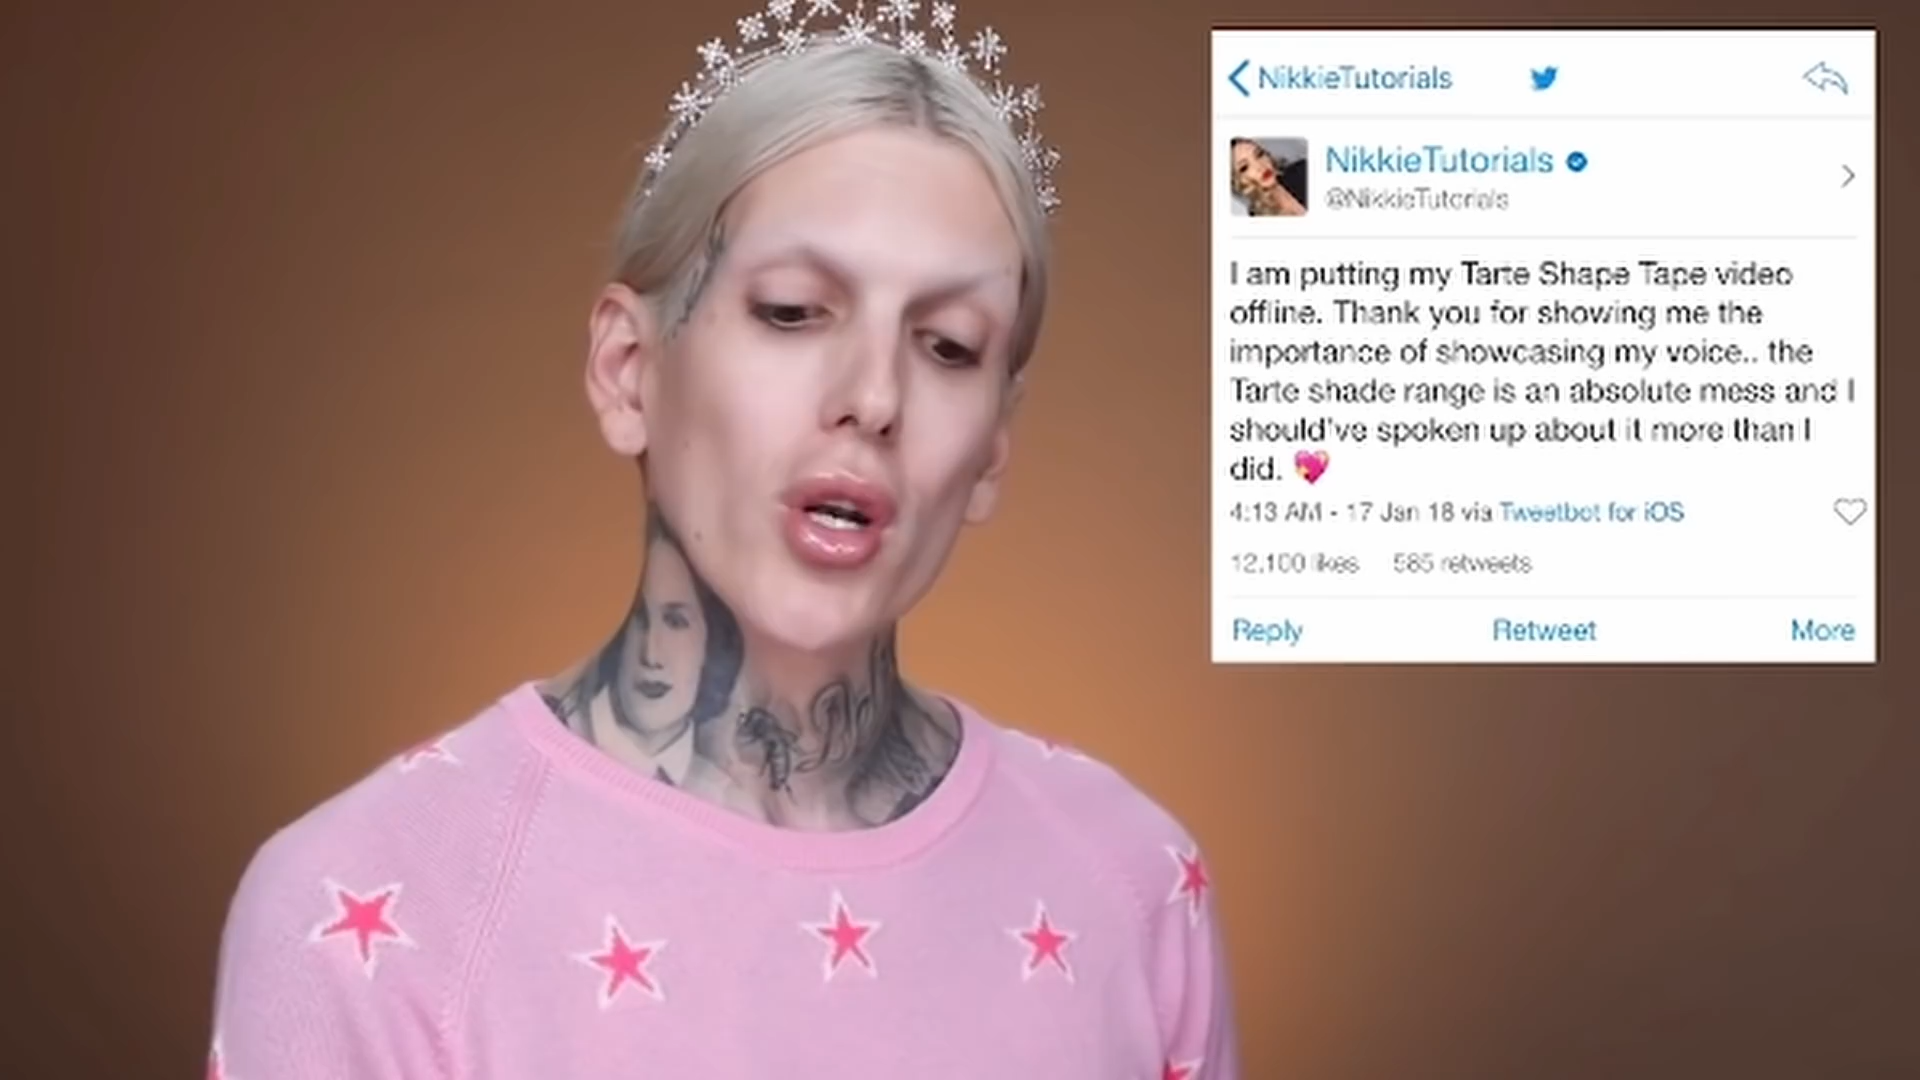 NikkieTutorials
NikkieTutorials
@NikkieTutorials
I am putting my Tarte Shape Tape video
offline. Thank you for showing me the
importance of showcasing my voice.. the
Tarte shade range is an absolute mess and I
should've spoken up about it more than I
did. 💖
4:13 AM - 17 Jan 18 via Tweetbot for iOS
12,100 likes 585 retweets
Reply Retweet More